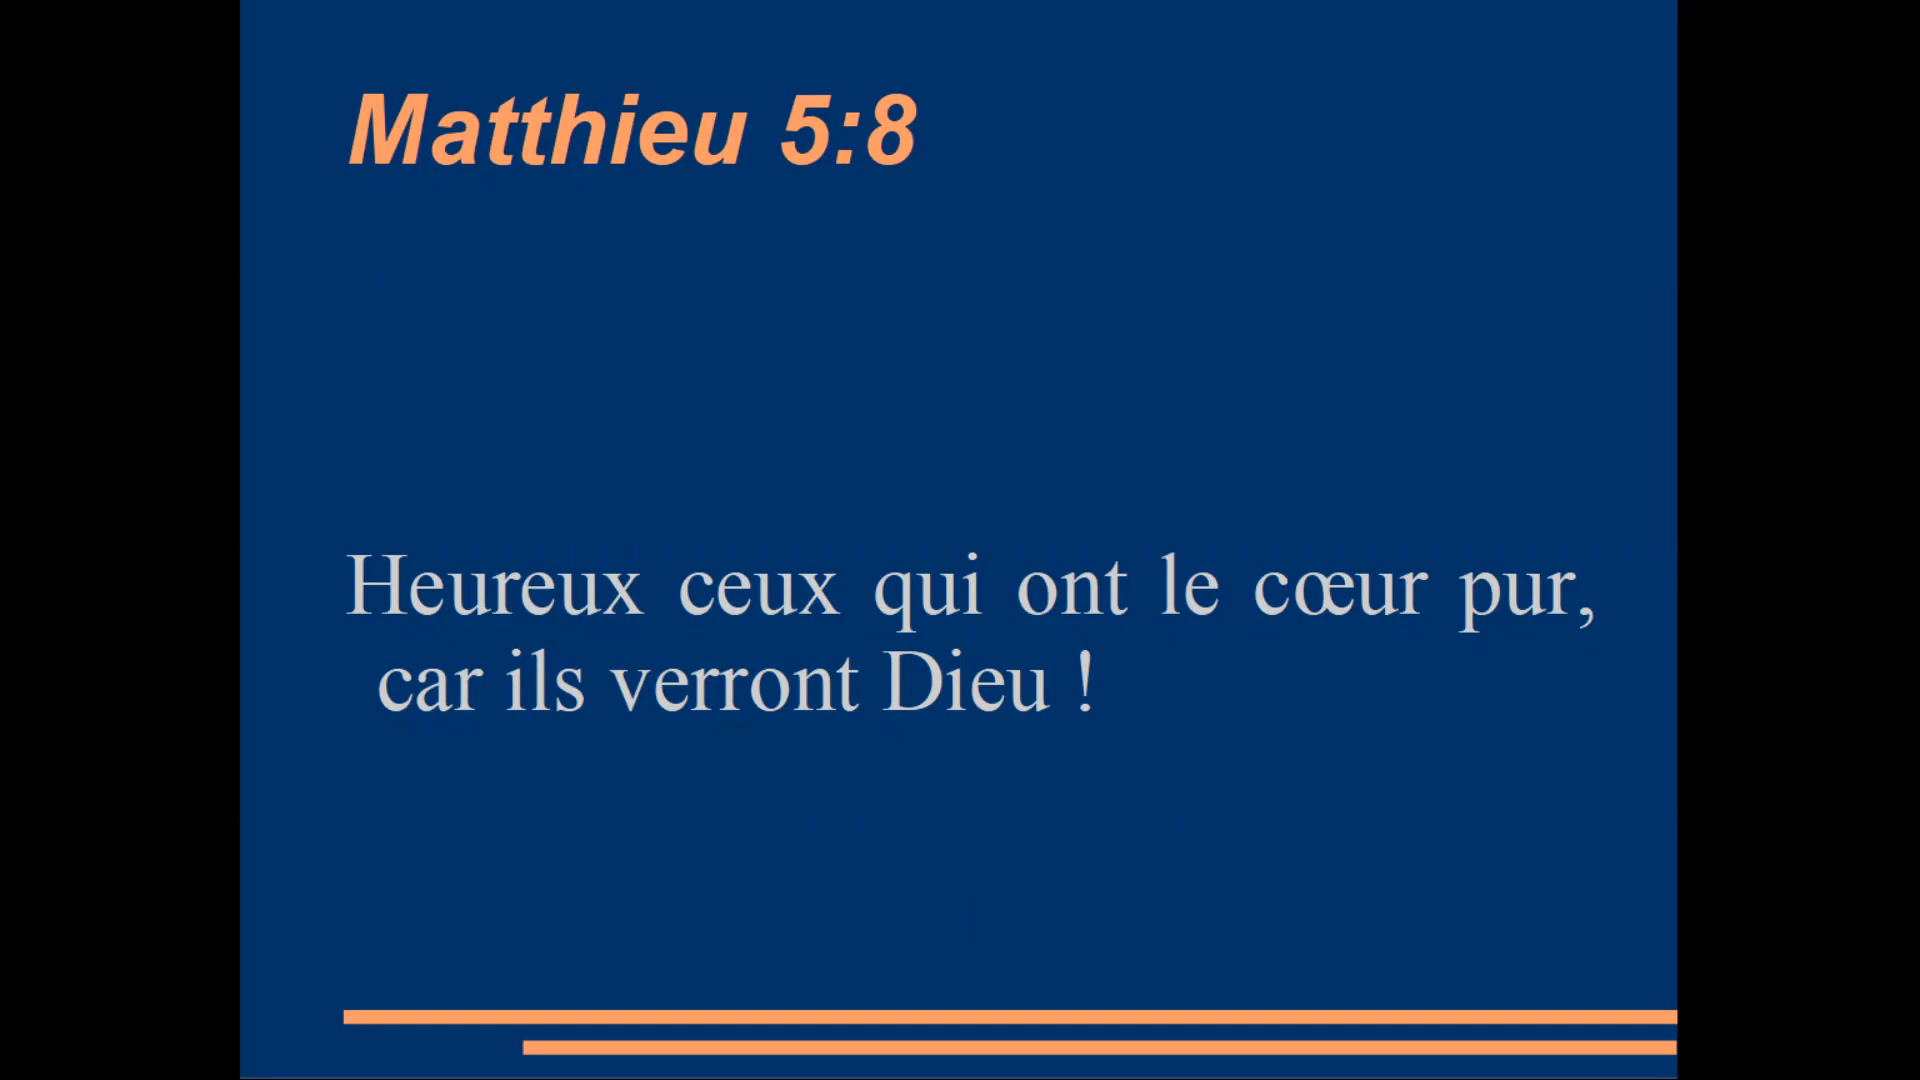 Matthieu 5:8
Heureux ceux qui ont le cœur pur,
car ils verront Dieu !